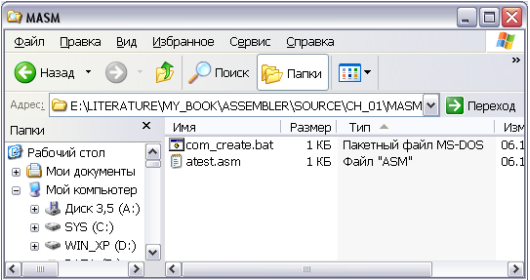 MASM
Файл Правка Вид Избранное Сервис Справка
Назад Поиск Папки
Адрес: E:\LITERATURE\MY_BOOK\ASSEMBLER\SOURCE\CH_01\MASM Переход
Папки x Имя Размер Тип Изм
Рабочий стол com_create.bat 1 КБ Пакетный файл MS-DOS 06.1
Мои документы atest.asm 1 КБ Файл "ASM" 06.1
Мой компьютер
Диск 3,5 (A:)
SYS (C:)
WIN_XP (D:)